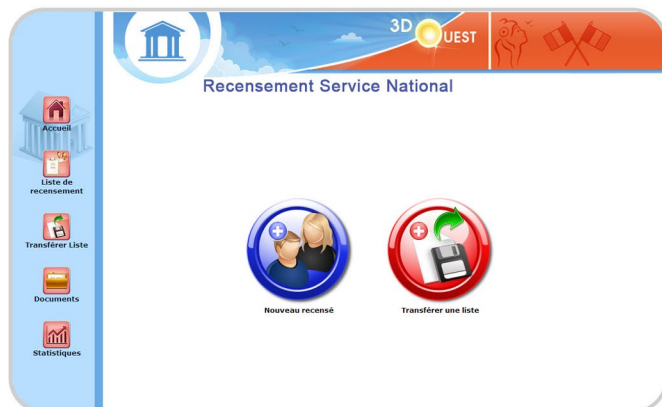 3D OUEST
Recensement Service National
Accueil
Liste de
recensement
Transférer Liste
Documents
Statistiques
Nouveau recensé
Transférer une liste